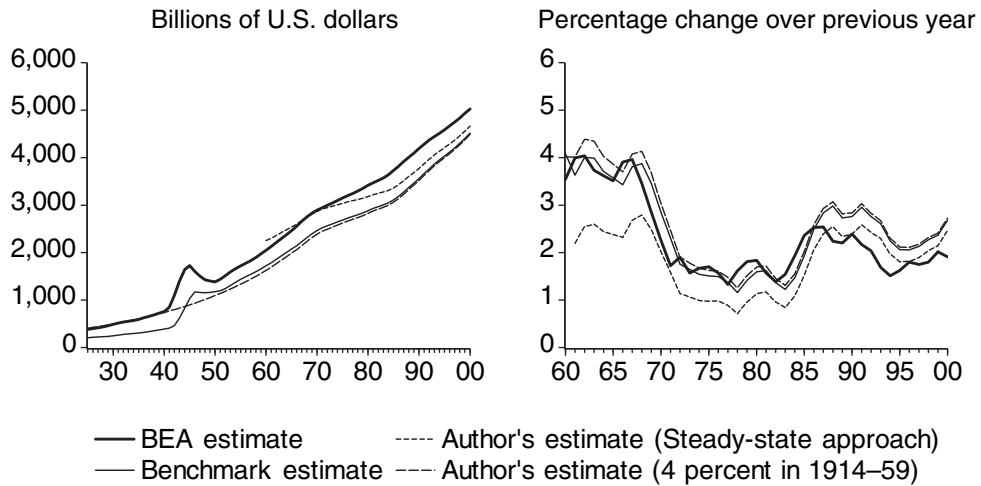 Billions of U.S. dollars
6,000
5,000
4,000
3,000
2,000
1,000
0
30 40 50 60 70 80 90 00
Percentage change over previous year
6
5
4
3
2
1
0
60 65 70 75 80 85 90 95 00
BEA estimate
Benchmark estimate
Author's estimate (Steady-state approach)
Author's estimate (4 percent in 1914–59)